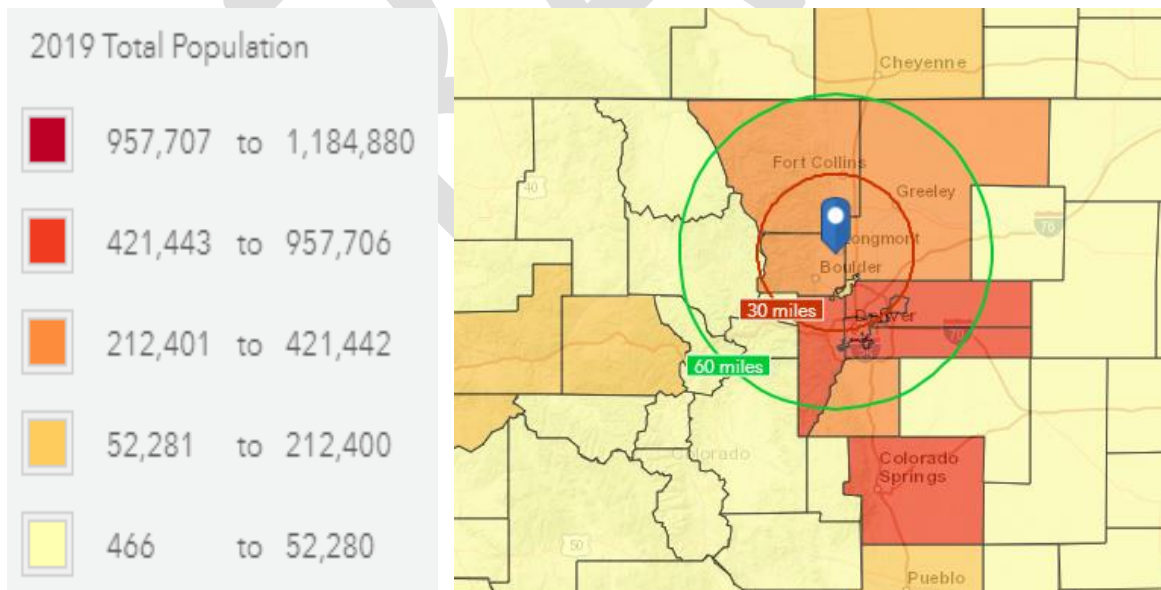 2019 Total Population
957,707 to 1,184,880
421,443 to 957,706
212,401 to 421,442
52,281 to 212,400
466 to 52,280
Cheyenne
Fort Collins
40
Greeley
76
Longmont
Boulder
30 miles
Denver
70
60 miles
Colorado
Colorado
Springs
50
Pueblo